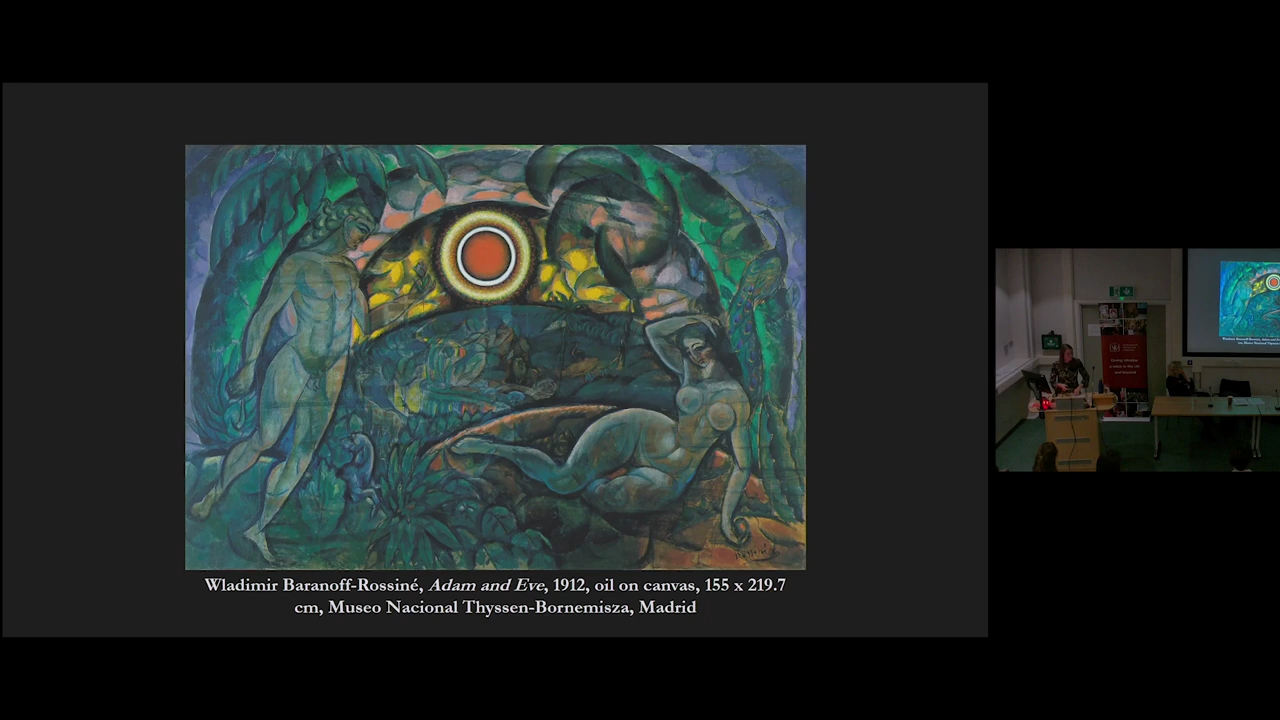 Wladimir Baranoff-Rossiné, Adam and Eve, 1912, oil on canvas, 155 x 219.7
cm, Museo Nacional Thyssen-Bornemisza, Madrid